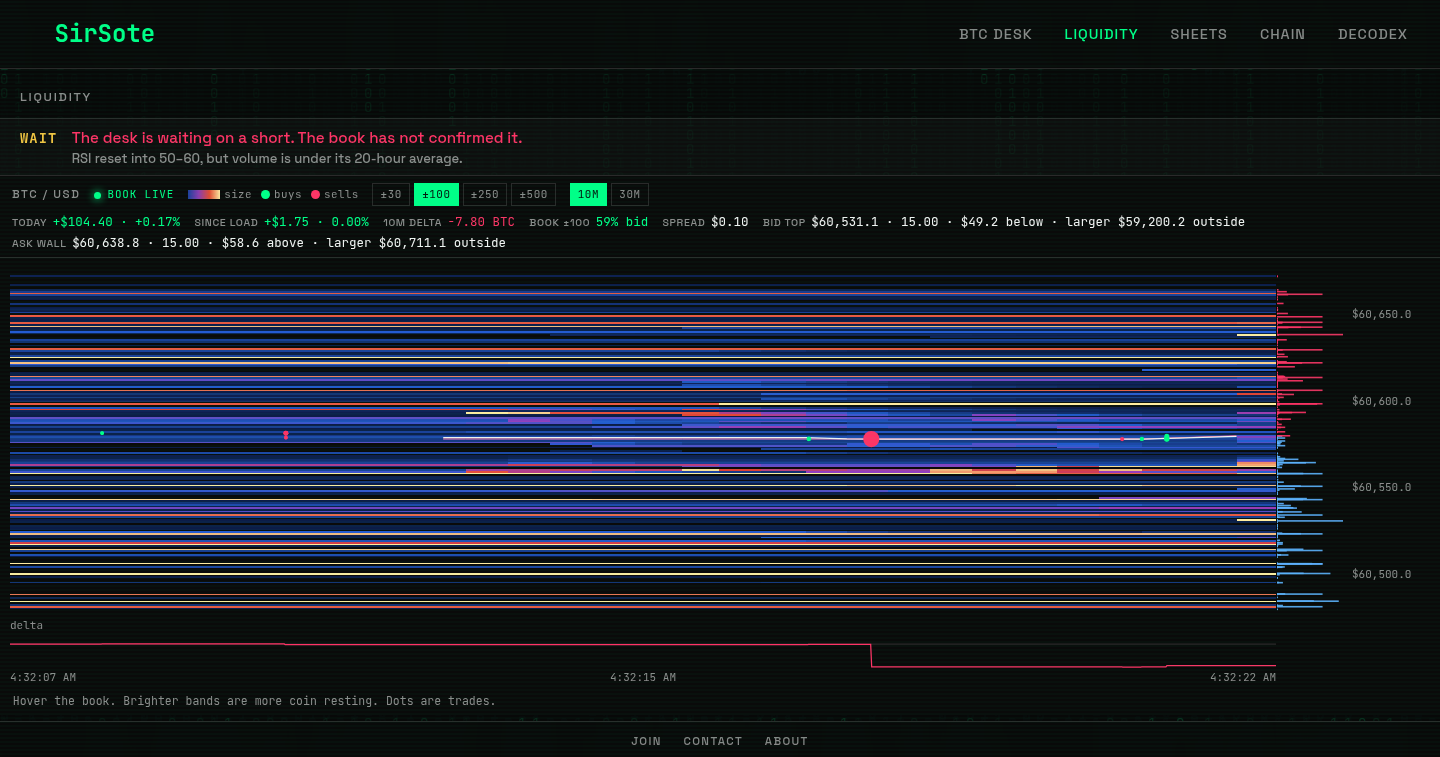 SirSote
BTC DESK LIQUIDITY SHEETS CHAIN DECODEX
LIQUIDITY
WAIT The desk is waiting on a short. The book has not confirmed it.
RSI reset into 50–60, but volume is under its 20-hour average.
BTC / USD BOOK LIVE size buys sells ±30 ±100 ±250 ±500 10M 30M
TODAY +$104.40 · +0.17% SINCE LOAD +$1.75 · 0.00% 10M DELTA -7.80 BTC BOOK ±100 59% bid SPREAD $0.10 BID TOP $60,531.1 · 15.00 · $49.2 below · larger $59,200.2 outside
ASK WALL $60,638.8 · 15.00 · $58.6 above · larger $60,711.1 outside
$60,650.0
$60,600.0
$60,550.0
$60,500.0
delta
4:32:07 AM 4:32:15 AM 4:32:22 AM
Hover the book. Brighter bands are more coin resting. Dots are trades.
JOIN CONTACT ABOUT